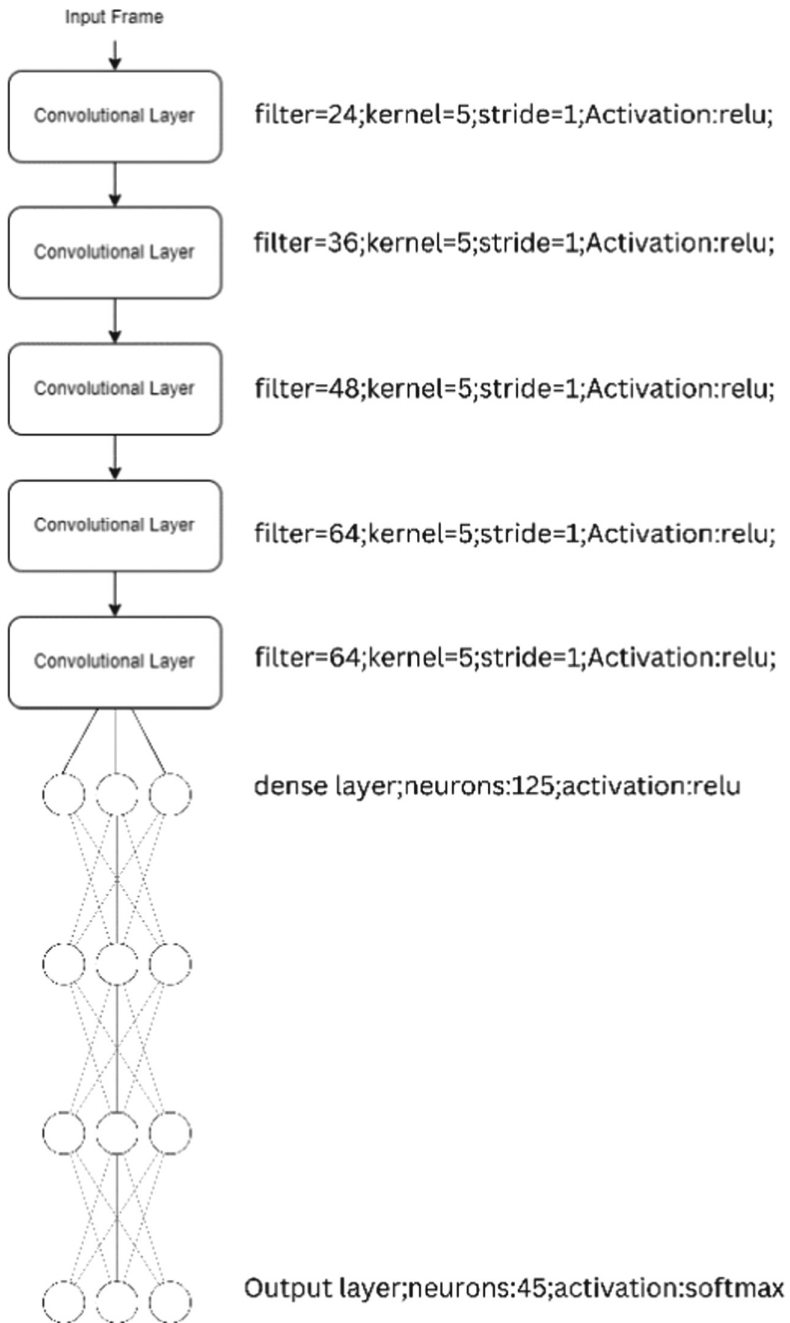 Input Frame
Convolutional Layer
filter=24;kernel=5;stride=1;Activation:relu;
Convolutional Layer
filter=36;kernel=5;stride=1;Activation:relu;
Convolutional Layer
filter=48;kernel=5;stride=1;Activation:relu;
Convolutional Layer
filter=64;kernel=5;stride=1;Activation:relu;
Convolutional Layer
filter=64;kernel=5;stride=1;Activation:relu;
dense layer;neurons:125;activation:relu
Output layer;neurons:45;activation:softmax